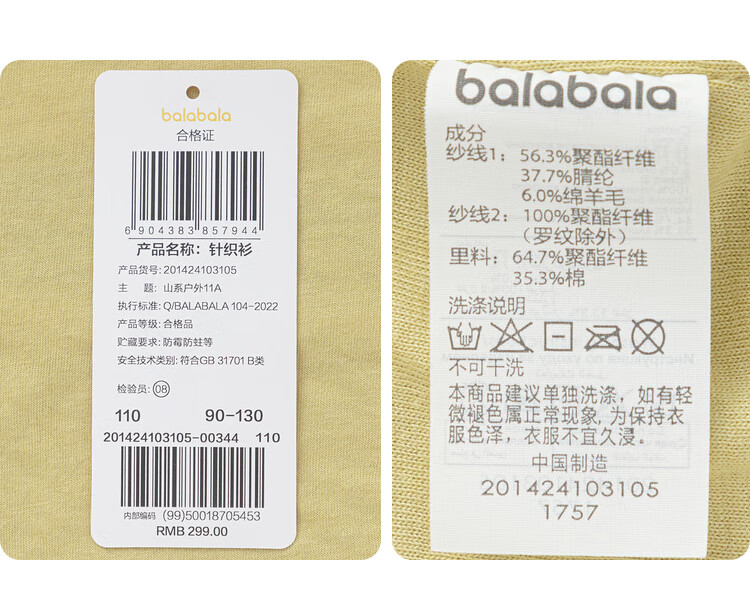 balabala
合格证
6 904383 857944
产品名称：针织衫
产品货号：201424103105
主 题：山系户外11A
执行标准：Q/BALABALA 104-2022
产品等级：合格品
贮藏要求：防霉防蛀等
安全技术类别：符合GB 31701 B类
检验员：08
110 90-130
201424103105-00344 110
内部编码 (99)50018705453
RMB 299.00
balabala
成分
纱线1：56.3%聚酯纤维
37.7%腈纶
6.0%绵羊毛
纱线2：100%聚酯纤维
（罗纹除外）
里料：64.7%聚酯纤维
35.3%棉
洗涤说明
不可干洗
本商品建议单独洗涤，如有轻
微褪色属正常现象，为保持衣
服色泽，衣服不宜久浸。
中国制造
201424103105
1757